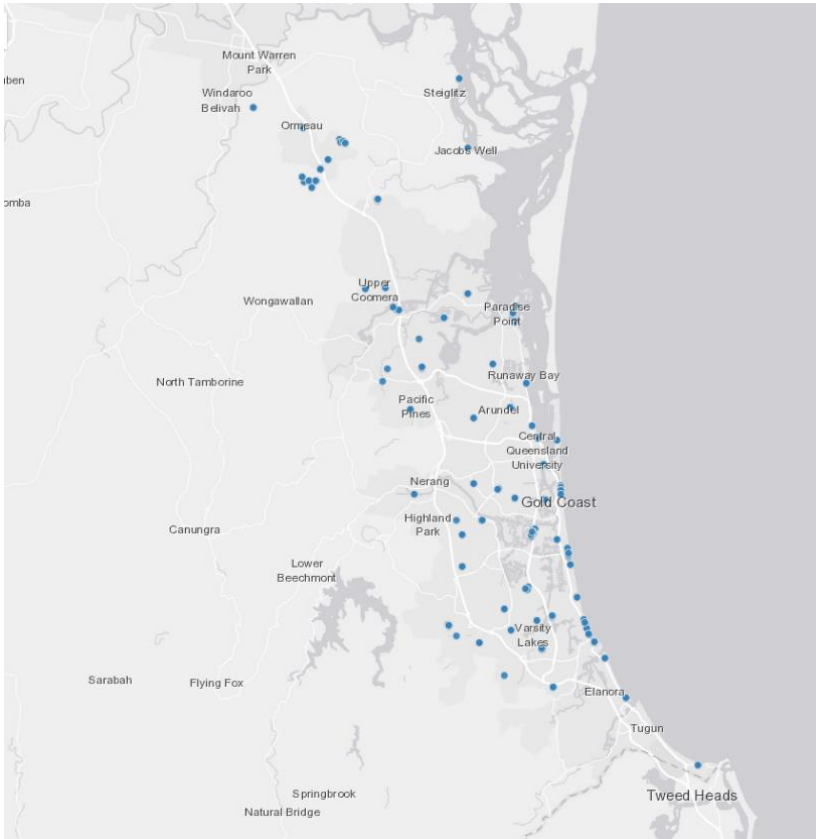 Mount Warren
Park
uben
Windaroo
Belivah
Steiglitz
Ormeau
Jacobs Well
omba
Upper
Coomera
Wongawallan
Paradise
Point
North Tamborine
Runaway Bay
Pacific
Pines
Arundel
Central
Queensland
University
Nerang
Gold Coast
Highland
Park
Canungra
Lower
Beechmont
Varsity
Lakes
Sarabah
Flying Fox
Elanora
Tugun
Springbrook
Tweed Heads
Natural Bridge